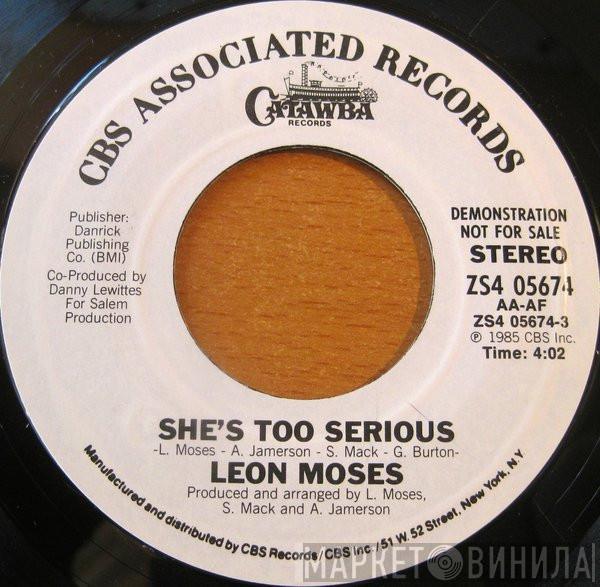 CBS ASSOCIATED RECORDS
CATAWBA
RECORDS
Publisher:
Danrick
Publishing
Co. (BMI)
Co-Produced by
Danny Lewittes
For Salem
Production
DEMONSTRATION
NOT FOR SALE
STEREO
ZS4 05674
AA-AF
ZS4 05674-3
℗ 1985 CBS Inc.
Time: 4:02
SHE'S TOO SERIOUS
-L. Moses - A. Jamerson - S. Mack - G. Burton-
LEON MOSES
Produced and arranged by L. Moses,
S. Mack and A. Jamerson
Manufactured and distributed by CBS Records/CBS Inc./51 W. 52 Street, New York, N.Y.
МАРКЕТ ВИНИЛА